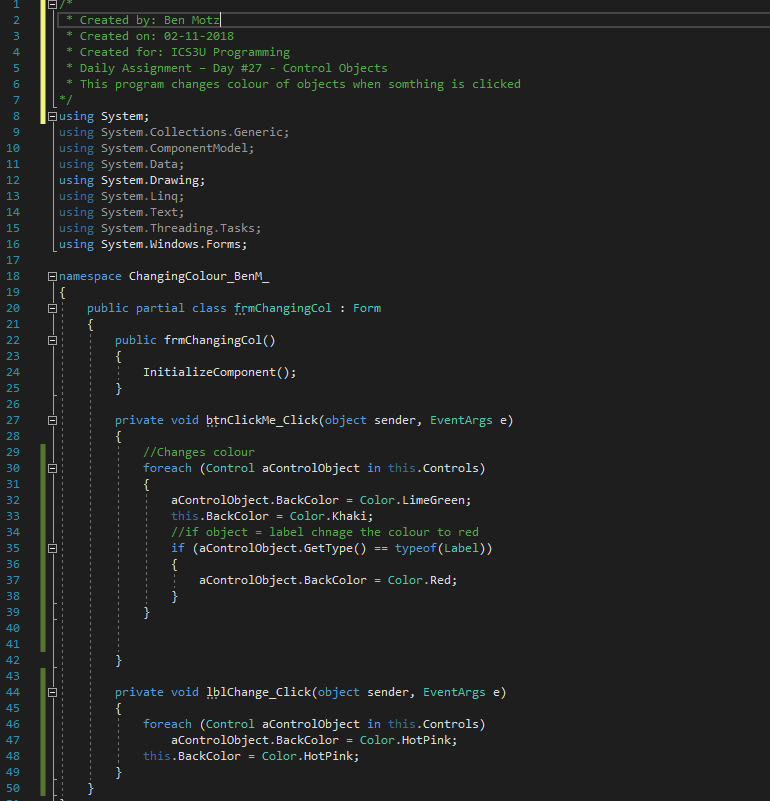 1 /*
2 * Created by: Ben Motz
3 * Created on: 02-11-2018
4 * Created for: ICS3U Programming
5 * Daily Assignment – Day #27 - Control Objects
6 * This program changes colour of objects when somthing is clicked
7 */
8 using System;
9 using System.Collections.Generic;
10 using System.ComponentModel;
11 using System.Data;
12 using System.Drawing;
13 using System.Linq;
14 using System.Text;
15 using System.Threading.Tasks;
16 using System.Windows.Forms;
17
18 namespace ChangingColour_BenM_
19 {
20 public partial class frmChangingCol : Form
21 {
22 public frmChangingCol()
23 {
24 InitializeComponent();
25 }
26
27 private void btnClickMe_Click(object sender, EventArgs e)
28 {
29 //Changes colour
30 foreach (Control aControlObject in this.Controls)
31 {
32 aControlObject.BackColor = Color.LimeGreen;
33 this.BackColor = Color.Khaki;
34 //if object = label chnage the colour to red
35 if (aControlObject.GetType() == typeof(Label))
36 {
37 aControlObject.BackColor = Color.Red;
38 }
39 }
40
41
42 }
43
44 private void lblChange_Click(object sender, EventArgs e)
45 {
46 foreach (Control aControlObject in this.Controls)
47 aControlObject.BackColor = Color.HotPink;
48 this.BackColor = Color.HotPink;
49 }
50 }